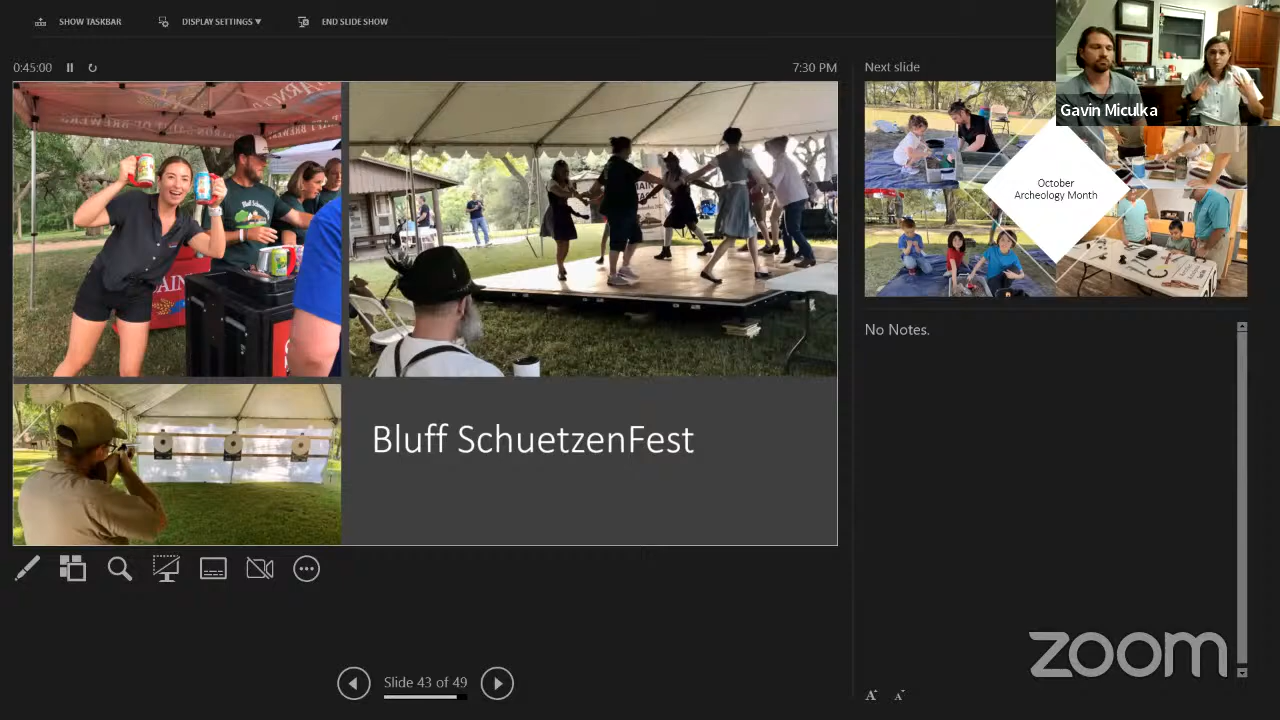 SHOW TASKBAR
DISPLAY SETTINGS ▼
END SLIDE SHOW
0:45:00
7:30 PM
Next slide
Gavin Miculka
October
Archeology Month
Bluff SchuetzenFest
No Notes.
Slide 43 of 49
zoom